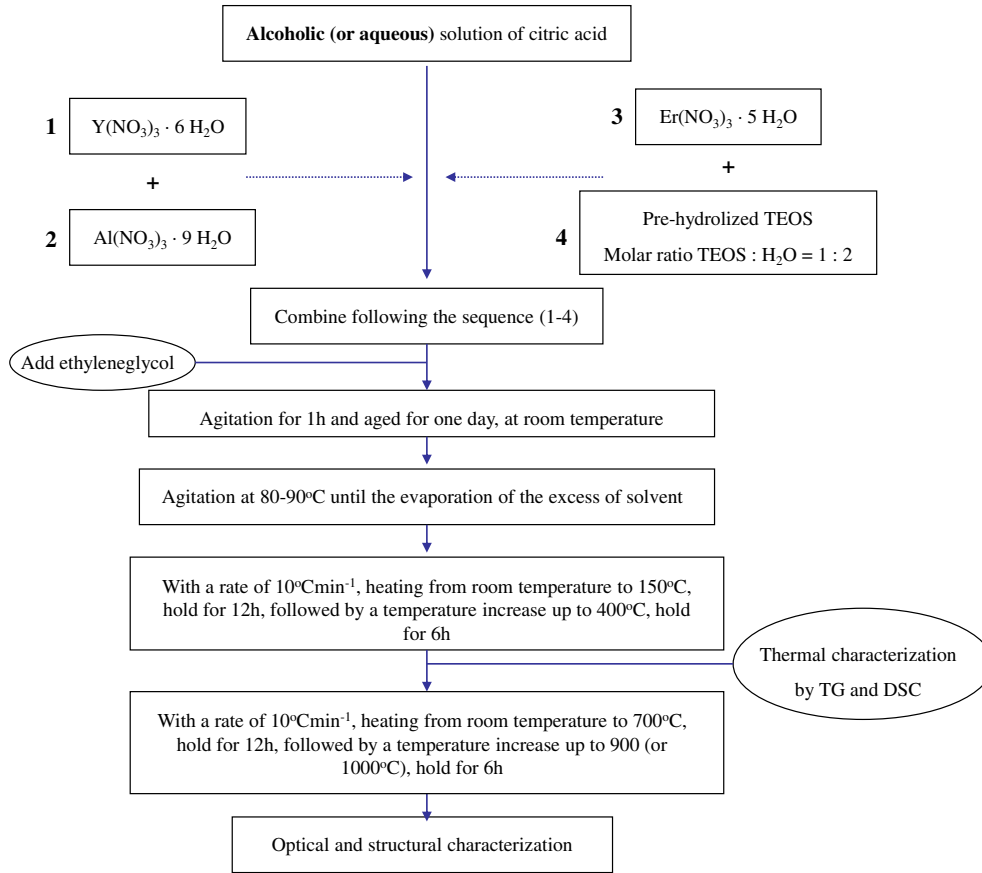 Alcoholic (or aqueous) solution of citric acid
1
Y(NO₃)₃ · 6 H₂O
+
2
Al(NO₃)₃ · 9 H₂O
3
Er(NO₃)₃ · 5 H₂O
+
4
Pre-hydrolized TEOS
Molar ratio TEOS : H₂O = 1 : 2
Combine following the sequence (1-4)
Add ethyleneglycol
Agitation for 1h and aged for one day, at room temperature
Agitation at 80-90ºC until the evaporation of the excess of solvent
With a rate of 10ºCmin⁻¹, heating from room temperature to 150ºC,
hold for 12h, followed by a temperature increase up to 400ºC, hold
for 6h
Thermal characterization
by TG and DSC
With a rate of 10ºCmin⁻¹, heating from room temperature to 700ºC,
hold for 12h, followed by a temperature increase up to 900 (or
1000ºC), hold for 6h
Optical and structural characterization